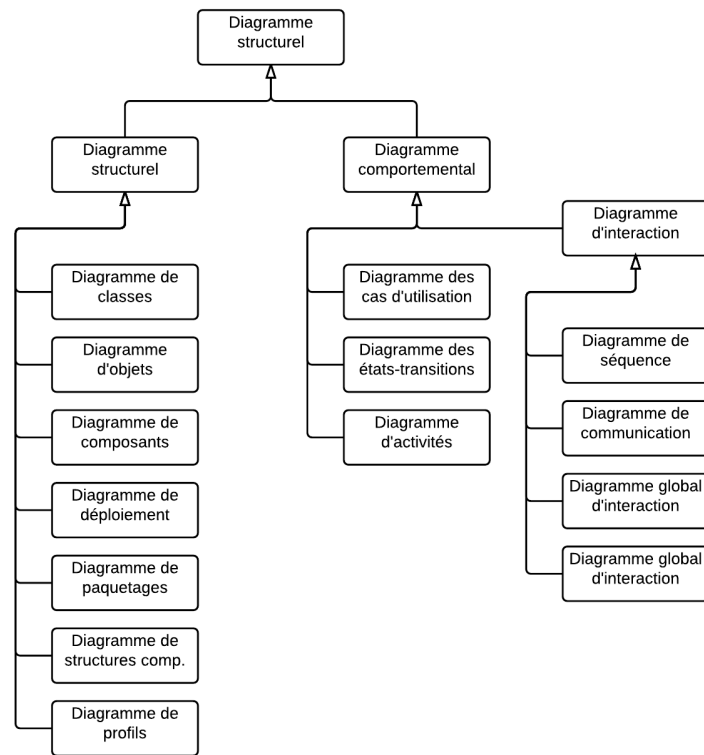 Diagramme
structurel
Diagramme
structurel
Diagramme
comportemental
Diagramme
d'interaction
Diagramme de
classes
Diagramme
d'objets
Diagramme de
composants
Diagramme de
déploiement
Diagramme de
paquetages
Diagramme de
structures comp.
Diagramme de
profils
Diagramme des
cas d'utilisation
Diagramme des
états-transitions
Diagramme
d'activités
Diagramme de
séquence
Diagramme de
communication
Diagramme global
d'interaction
Diagramme global
d'interaction